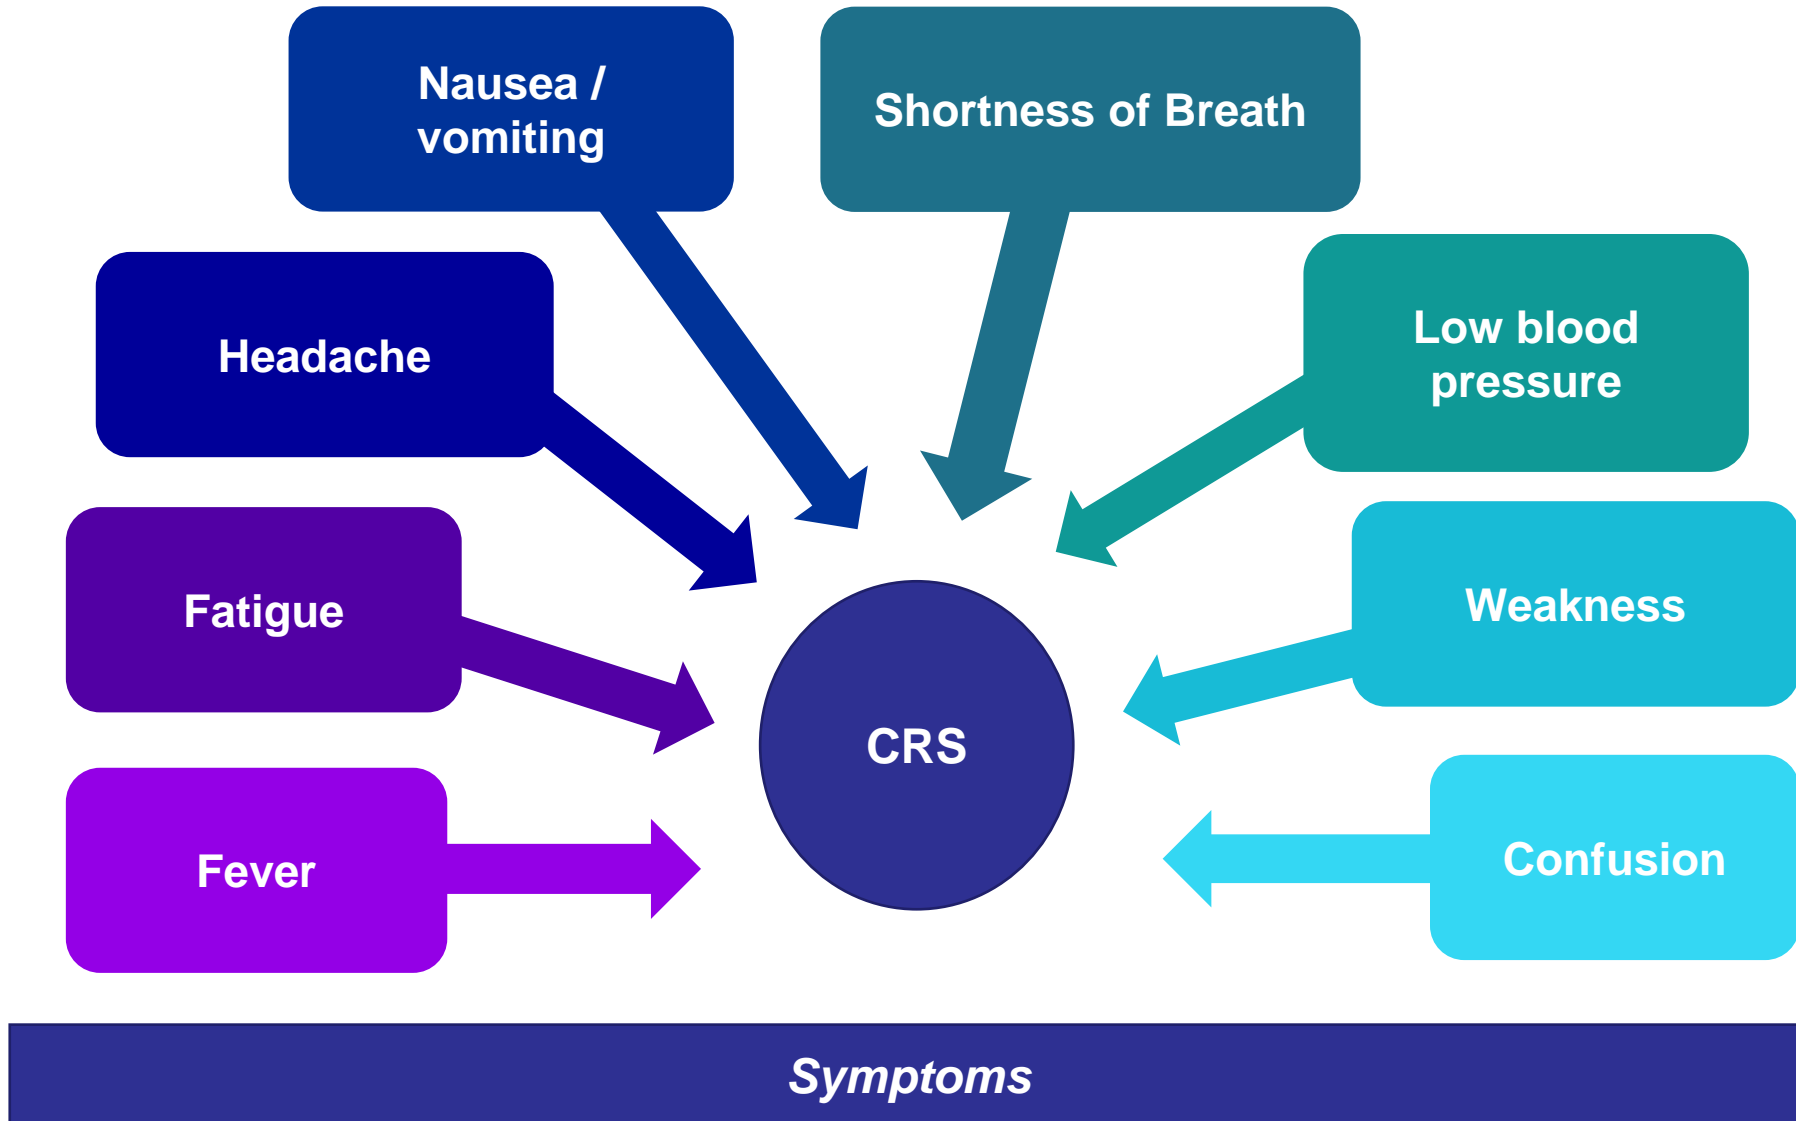 Nausea /
vomiting
Shortness of Breath
Headache
Low blood
pressure
Fatigue
Weakness
CRS
Fever
Confusion
Symptoms